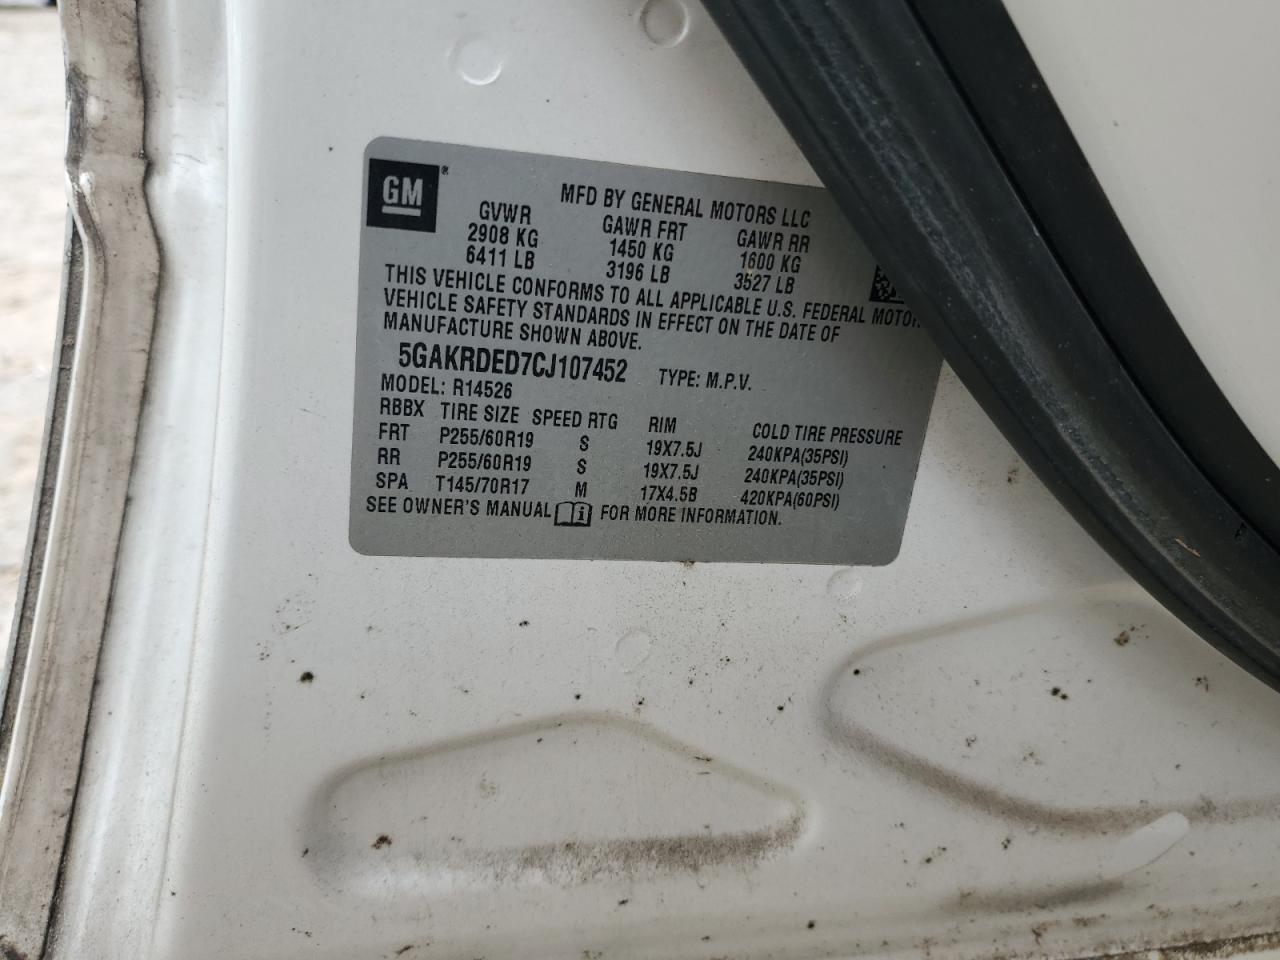 GM®
MFD BY GENERAL MOTORS LLC
GVWR GAWR FRT GAWR RR
2908 KG 1450 KG 1600 KG
6411 LB 3196 LB 3527 LB
THIS VEHICLE CONFORMS TO ALL APPLICABLE U.S. FEDERAL MOTOR
VEHICLE SAFETY STANDARDS IN EFFECT ON THE DATE OF
MANUFACTURE SHOWN ABOVE.
5GAKRDED7CJ107452 TYPE: M.P.V.
MODEL: R14526
RBBX TIRE SIZE SPEED RTG RIM COLD TIRE PRESSURE
FRT P255/60R19 S 19X7.5J 240KPA(35PSI)
RR P255/60R19 S 19X7.5J 240KPA(35PSI)
SPA T145/70R17 M 17X4.5B 420KPA(60PSI)
SEE OWNER'S MANUAL FOR MORE INFORMATION.